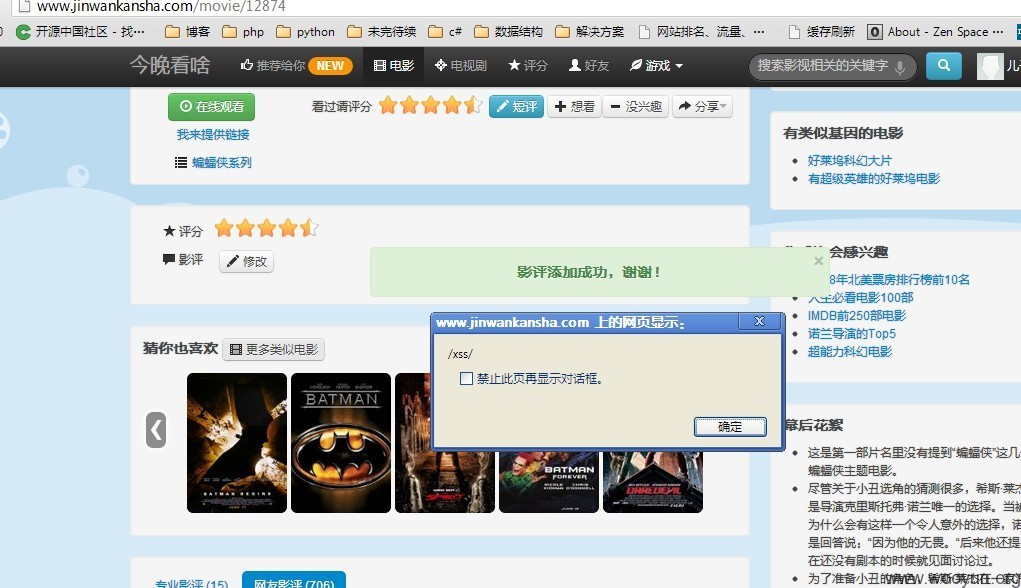 www.jinwankansha.com/movie/12874
开源中国社区 - 找… 博客 php python 未完待续 c# 数据结构 解决方案 网站排名、流量、… 缓存刷新 About - Zen Space …
今晚看啥 推荐给你 NEW 电影 电视剧 评分 好友 游戏 搜索影视相关的关键字
在线观看 看过请评分 短评 想看 没兴趣 分享
我来提供链接
蝙蝠侠系列
有类似基因的电影
好莱坞科幻大片
有超级英雄的好莱坞电影
评分
影评 修改
影评添加成功，谢谢！
×
会感兴趣
8年北美票房排行榜前10名
人生必看电影100部
IMDB前250部电影
诺兰导演的Top5
超能力科幻电影
www.jinwankansha.com 上的网页显示：
/xss/
禁止此页再显示对话框。
确定
猜你也喜欢 更多类似电影
BATMAN BEGINS
BATMAN
BATMAN
FOREVER
DAREDEVIL
幕后花絮
这是第一部片名里没有提到“蝙蝠侠”这几
蝙蝠侠主题电影。
尽管关于小丑选角的猜测很多，希斯·莱杰
是导演克里斯托弗·诺兰唯一的选择。当被
为什么会有这样一个令人意外的选择，诺
是回答说：“因为他的无畏。”后来他还提
在还没有剧本的时候就见面讨论过。
为了准备小丑的角色，希斯·莱杰在一家
专业影评 (15) 网友影评 (706)
www.wooyun.org